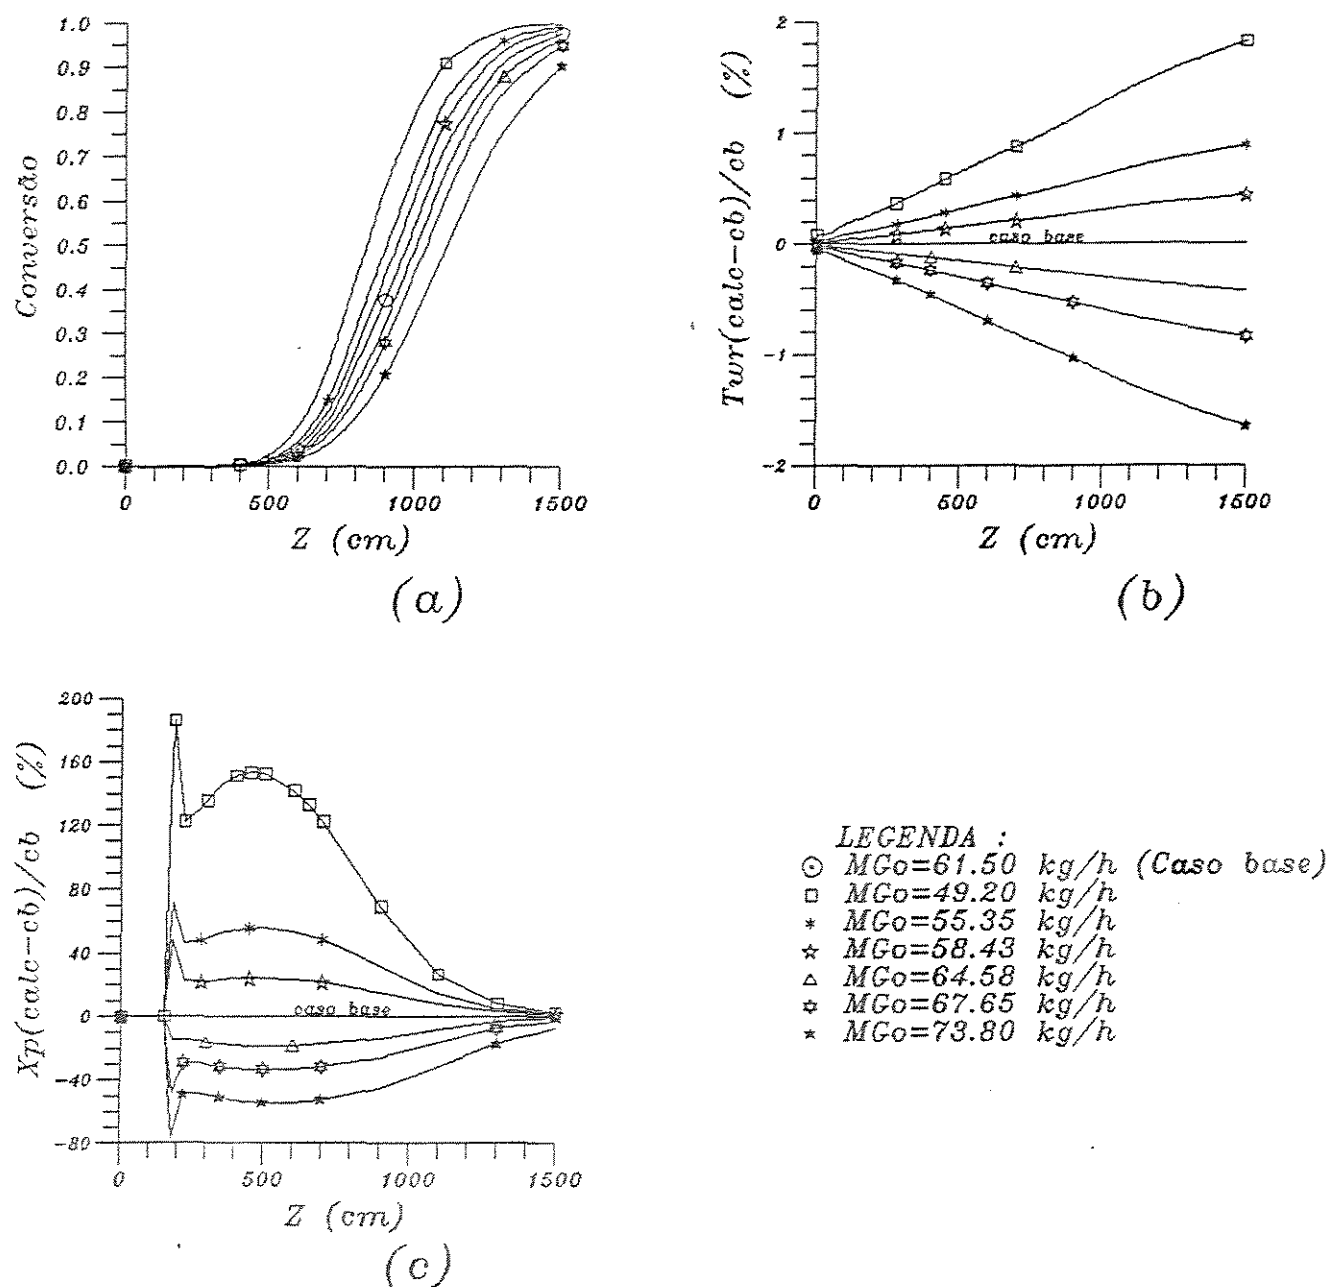 1.0
0.9
0.8
0.7
0.6
0.5
0.4
0.3
0.2
0.1
0.0
Conversão
0 500 1000 1500
Z (cm)
(a)
2
1
0
-1
-2
Twr(calc-cb)/cb (%)
caso base
0 500 1000 1500
Z (cm)
(b)
200
160
120
80
40
0
-40
-80
Xp(calc-cb)/cb (%)
caso base
0 500 1000 1500
Z (cm)
(c)
LEGENDA :
MGo=61.50 kg/h (Caso base)
MGo=49.20 kg/h
MGo=55.35 kg/h
MGo=58.43 kg/h
MGo=64.58 kg/h
MGo=67.65 kg/h
MGo=73.80 kg/h